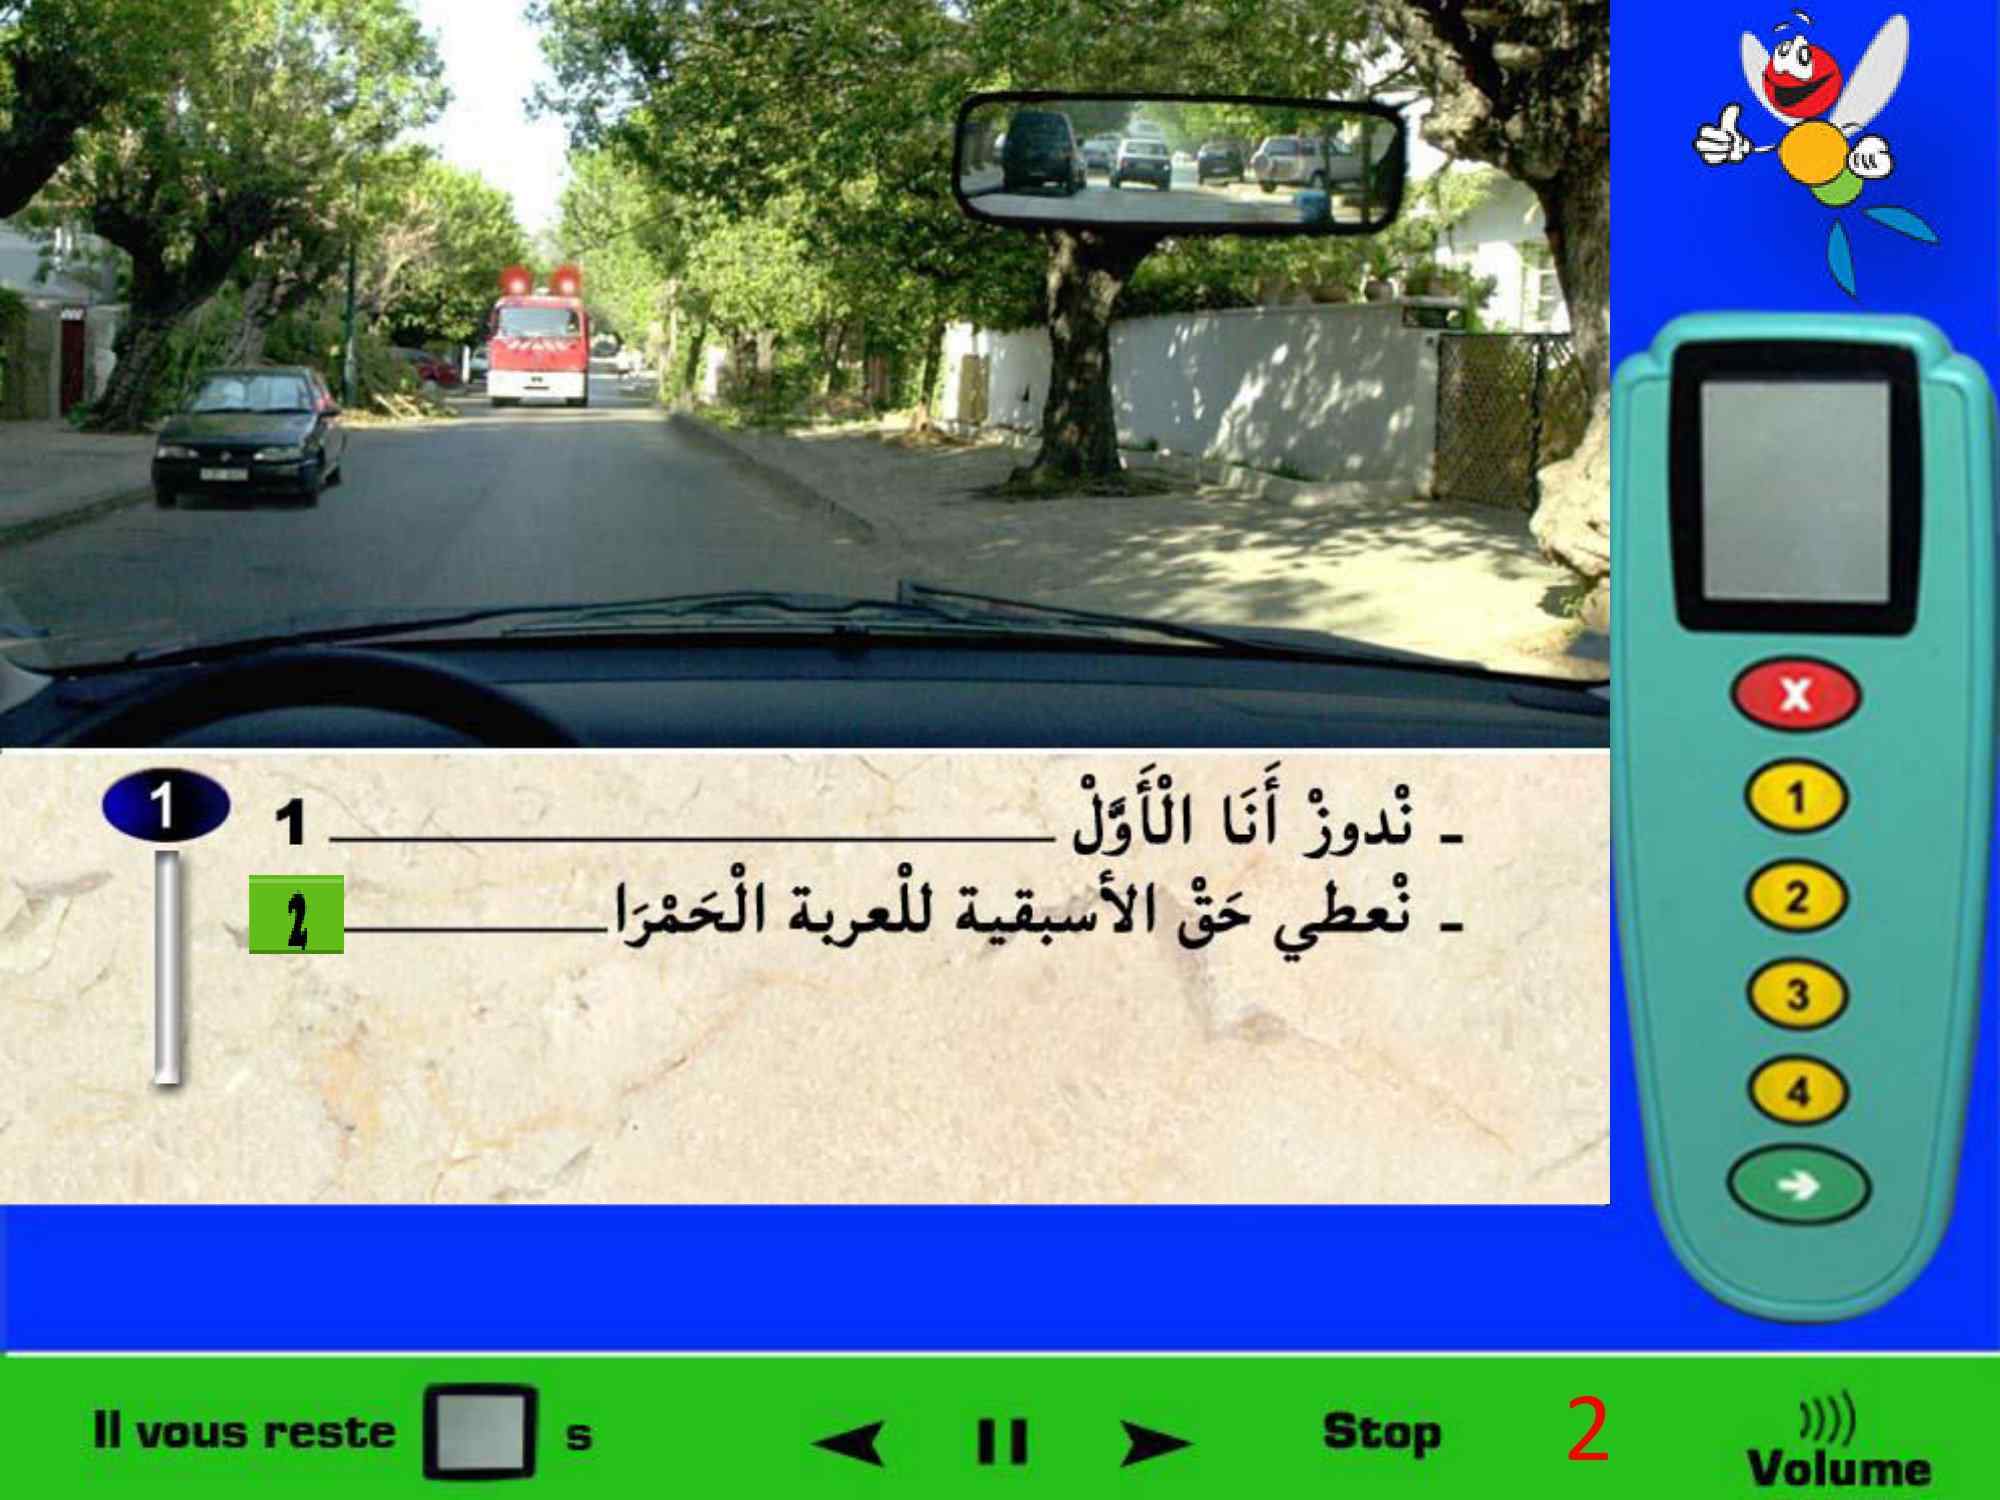 1 1 ـ نْدوزْ أَنَا الْأَوَّلْ
2 ـ نْعطي حَقْ الأسبقية للْعربة الْحَمْرَا
X
1
2
3
4
Il vous reste s Stop 2 Volume